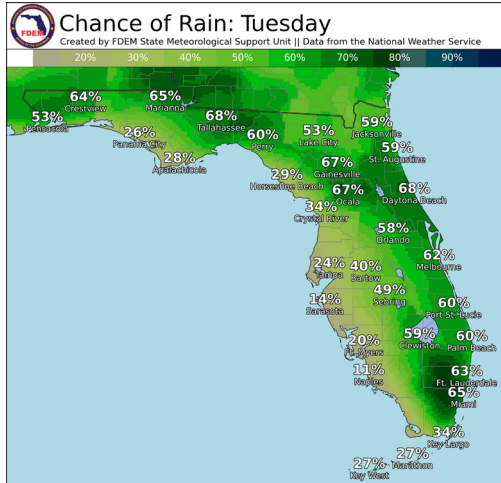 FDEM
Chance of Rain: Tuesday
Created by FDEM State Meteorological Support Unit || Data from the National Weather Service
20% 30% 40% 50% 60% 70% 80% 90%
64%
Crestview
65%
Marianna
53%
Pensacola
68%
Tallahassee
26%
Panama City
60%
Perry
53%
Lake City
59%
Jacksonville
28%
Apalachicola
59%
St. Augustine
29%
Horseshoe Beach
67%
Gainesville
67%
Ocala
68%
Daytona Beach
34%
Crystal River
58%
Orlando
62%
Melbourne
24%
Tampa
40%
Bartow
49%
Sebring
14%
Sarasota
60%
Port St. Lucie
59%
Clewiston
60%
Palm Beach
20%
Ft. Myers
11%
Naples
63%
Ft. Lauderdale
65%
Miami
34%
Key Largo
27%
Marathon
27%
Key West